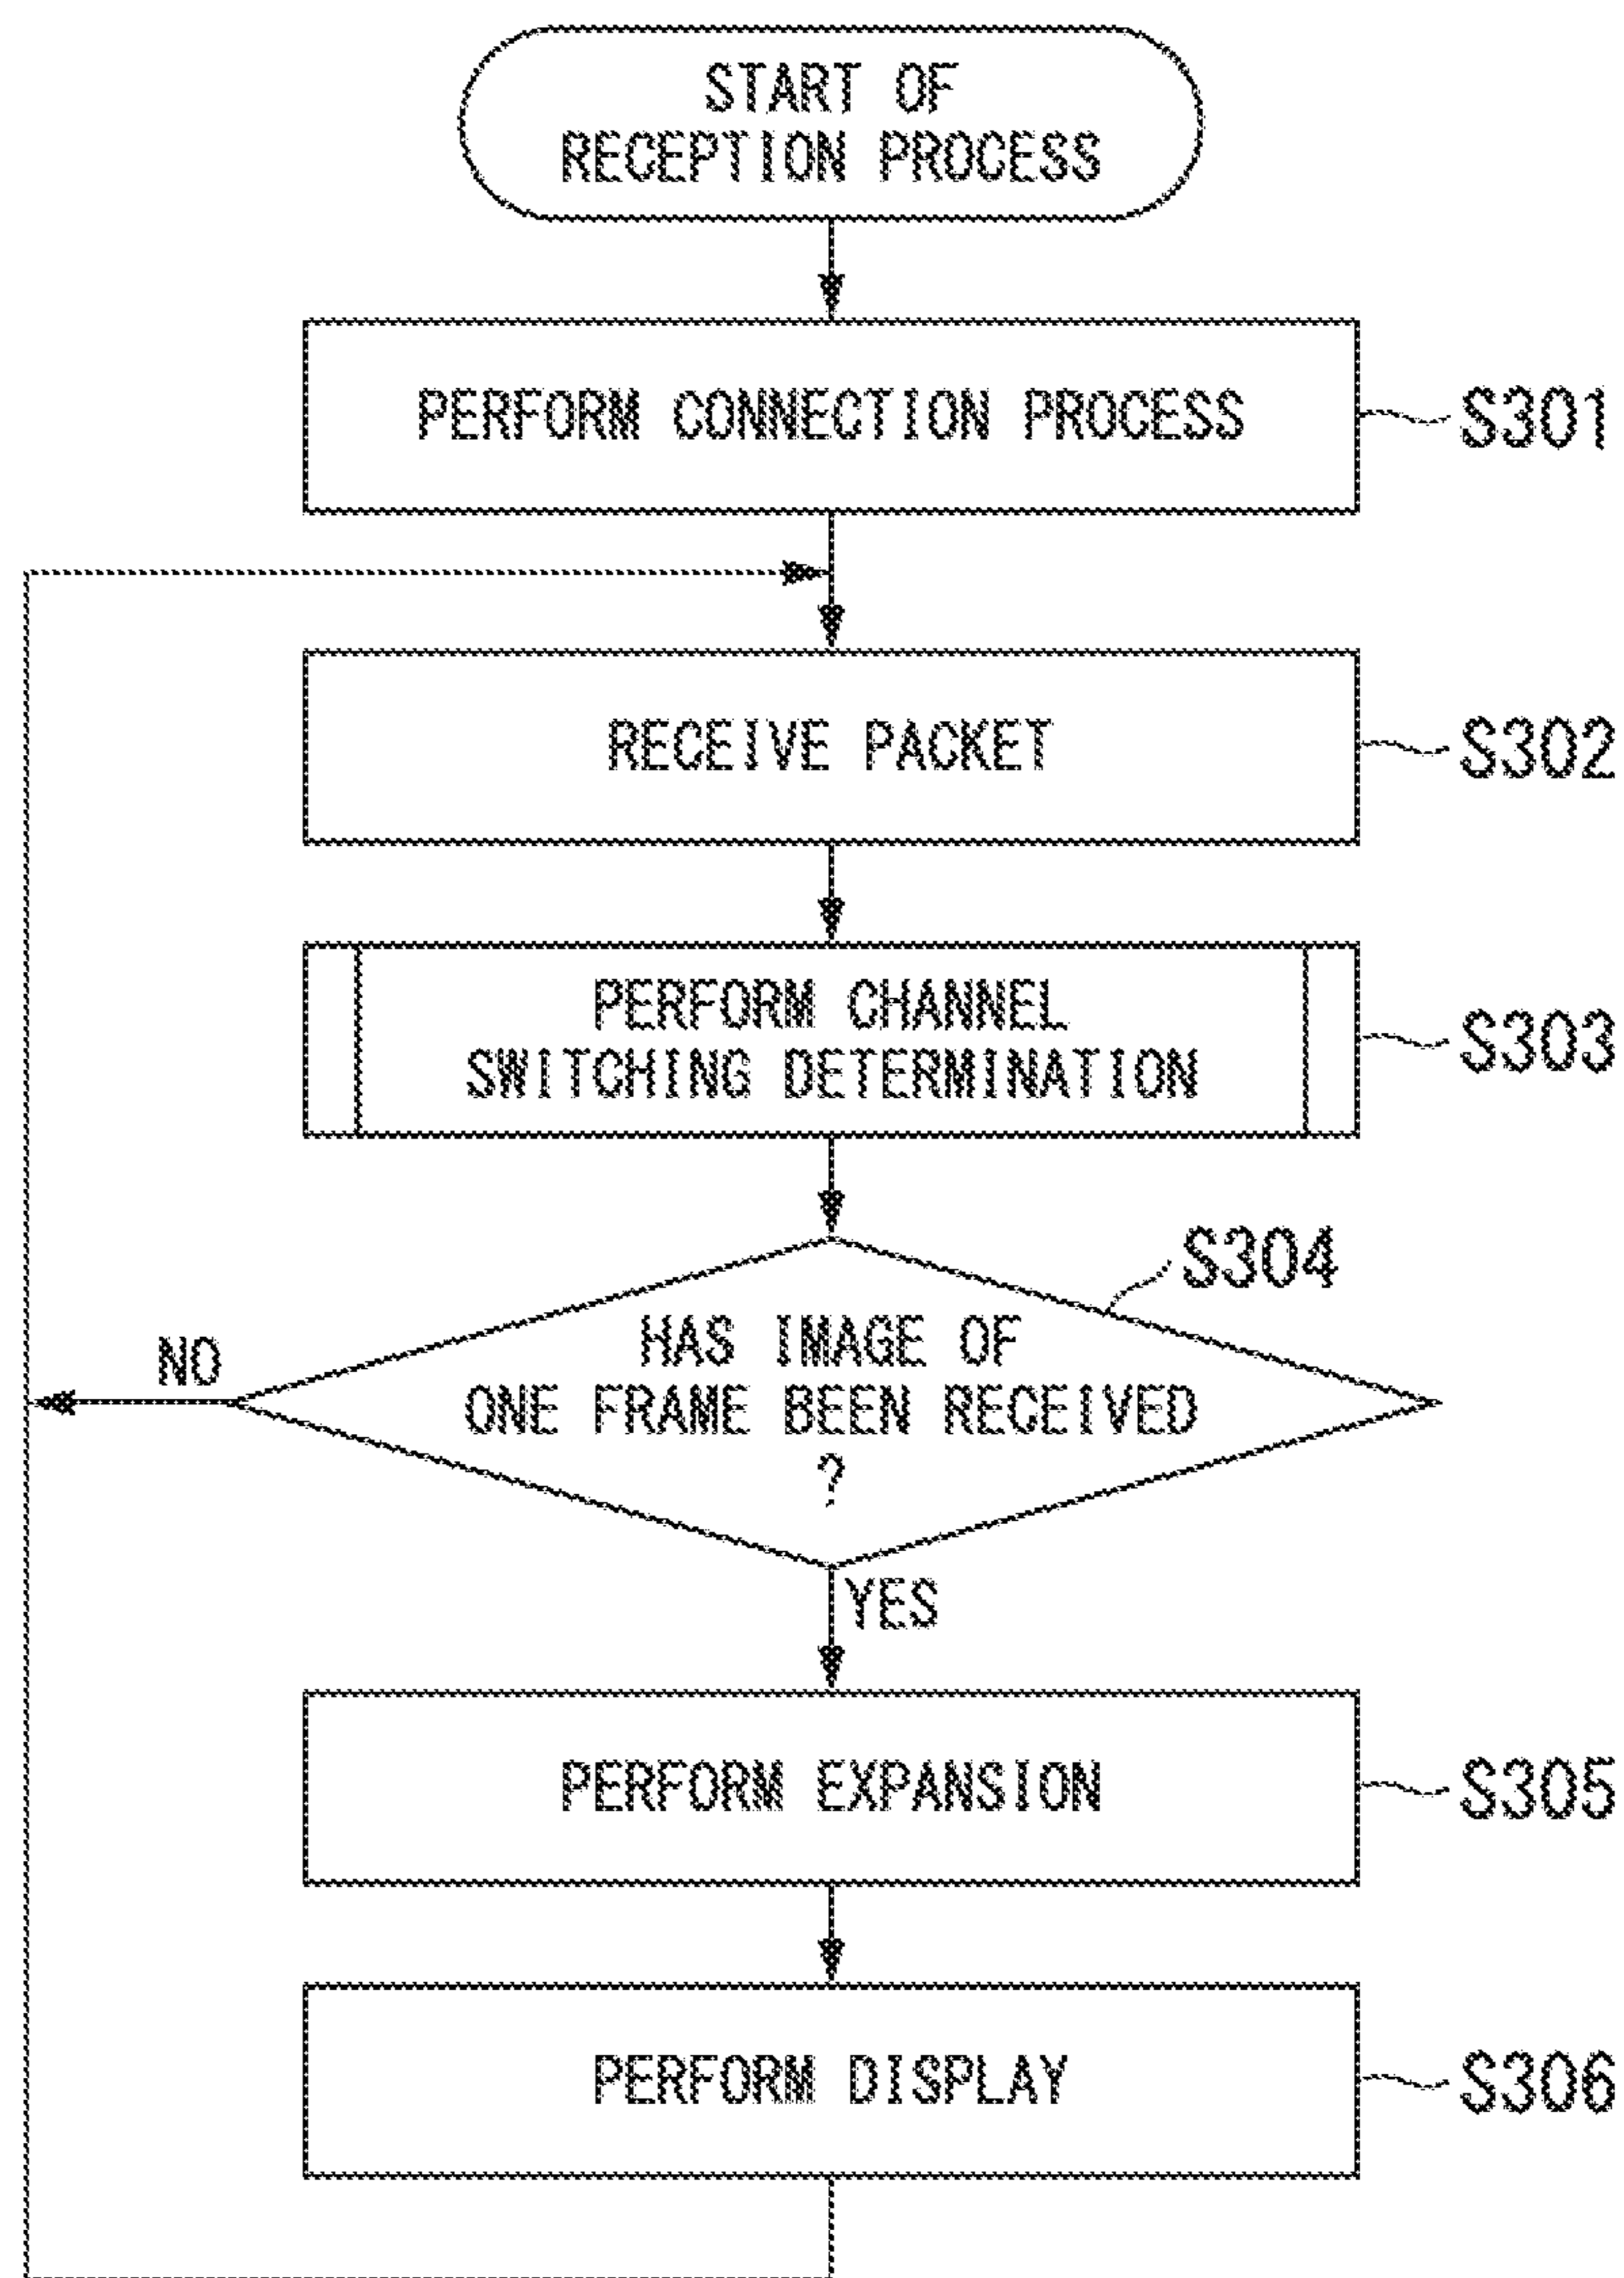 START OF
RECEPTION PROCESS
PERFORM CONNECTION PROCESS
S301
RECEIVE PACKET
S302
PERFORM CHANNEL
SWITCHING DETERMINATION
S303
S304
HAS IMAGE OF
ONE FRAME BEEN RECEIVED
?
NO
YES
PERFORM EXPANSION
S305
PERFORM DISPLAY
S306